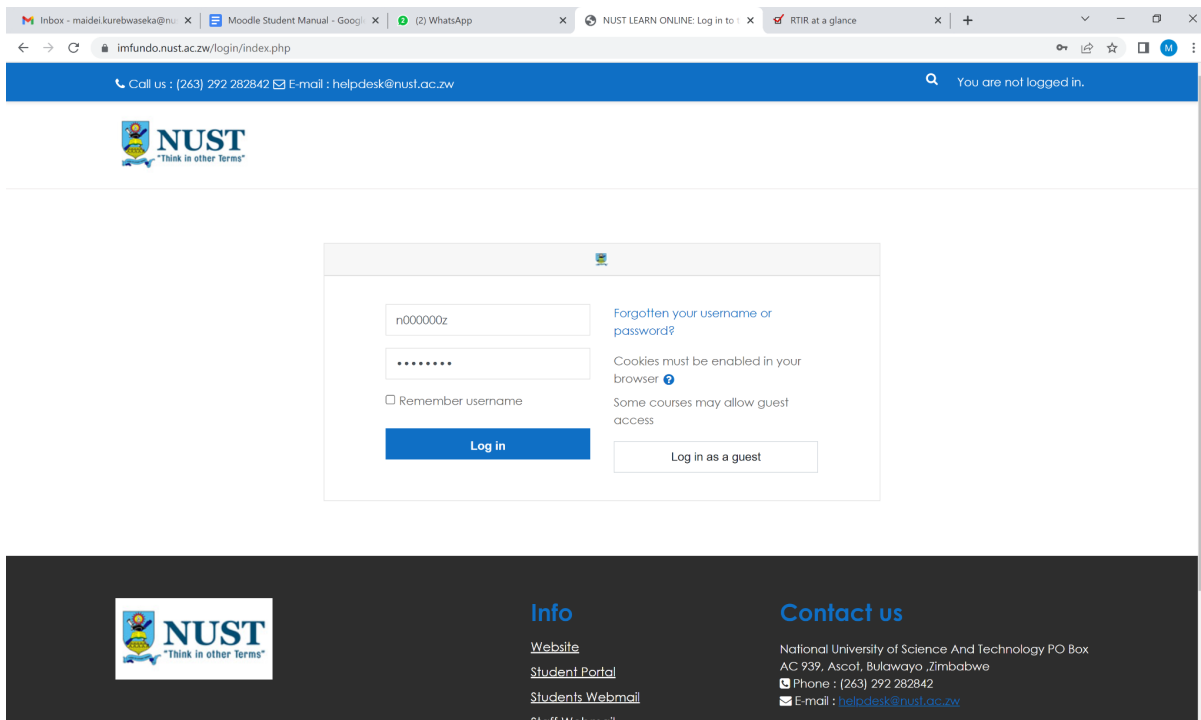 Inbox - maidei.kurebwaseka@nu
Moodle Student Manual - Google
(2) WhatsApp
NUST LEARN ONLINE: Log in to t
RTIR at a glance
imfundo.nust.ac.zw/login/index.php
M
Call us : (263) 292 282842 E-mail : helpdesk@nust.ac.zw
You are not logged in.
NUST
"Think in other Terms"
n000000z
Forgotten your username or
password?
Cookies must be enabled in your
browser
Remember username
Some courses may allow guest
access
Log in
Log in as a guest
NUST
"Think in other Terms"
Info
Website
Student Portal
Students Webmail
Staff Webmail
Contact us
National University of Science And Technology PO Box
AC 939, Ascot, Bulawayo ,Zimbabwe
Phone : (263) 292 282842
E-mail : helpdesk@nust.ac.zw